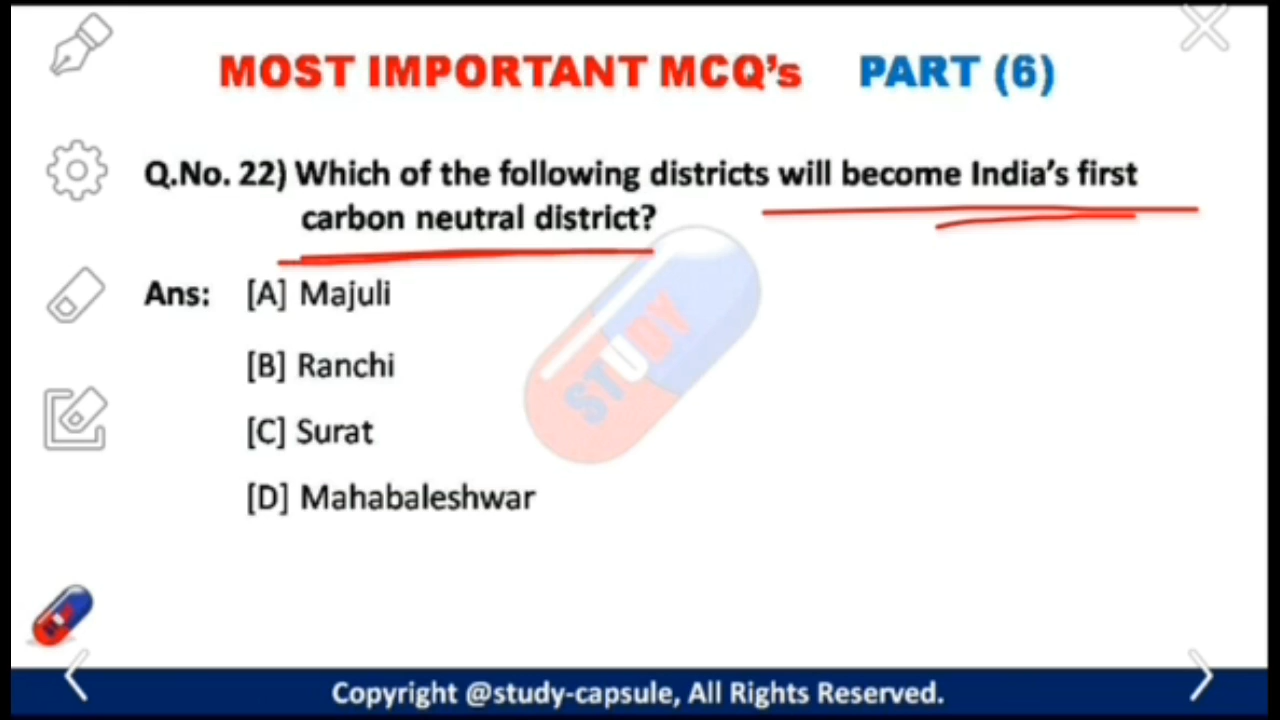 MOST IMPORTANT MCQ's PART (6)
Q.No. 22) Which of the following districts will become India's first
carbon neutral district?
Ans: [A] Majuli
STUDY
[B] Ranchi
[C] Surat
[D] Mahabaleshwar
Copyright @study-capsule, All Rights Reserved.